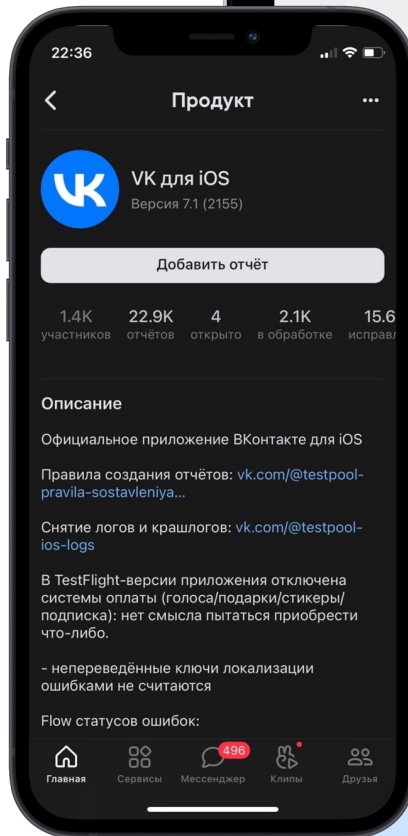 22:36
Продукт
VK для iOS
Версия 7.1 (2155)
Добавить отчёт
1.4K 22.9K 4 2.1K 15.6
участников отчётов открыто в обработке исправл
Описание
Официальное приложение ВКонтакте для iOS
Правила создания отчётов: vk.com/@testpool-
pravila-sostavleniya...
Снятие логов и крашлогов: vk.com/@testpool-
ios-logs
В TestFlight-версии приложения отключена
системы оплаты (голоса/подарки/стикеры/
подписка): нет смысла пытаться приобрести
что-либо.
- непереведённые ключи локализации
ошибками не считаются
Flow статусов ошибок:
496
Главная Сервисы Мессенджер Клипы Друзья